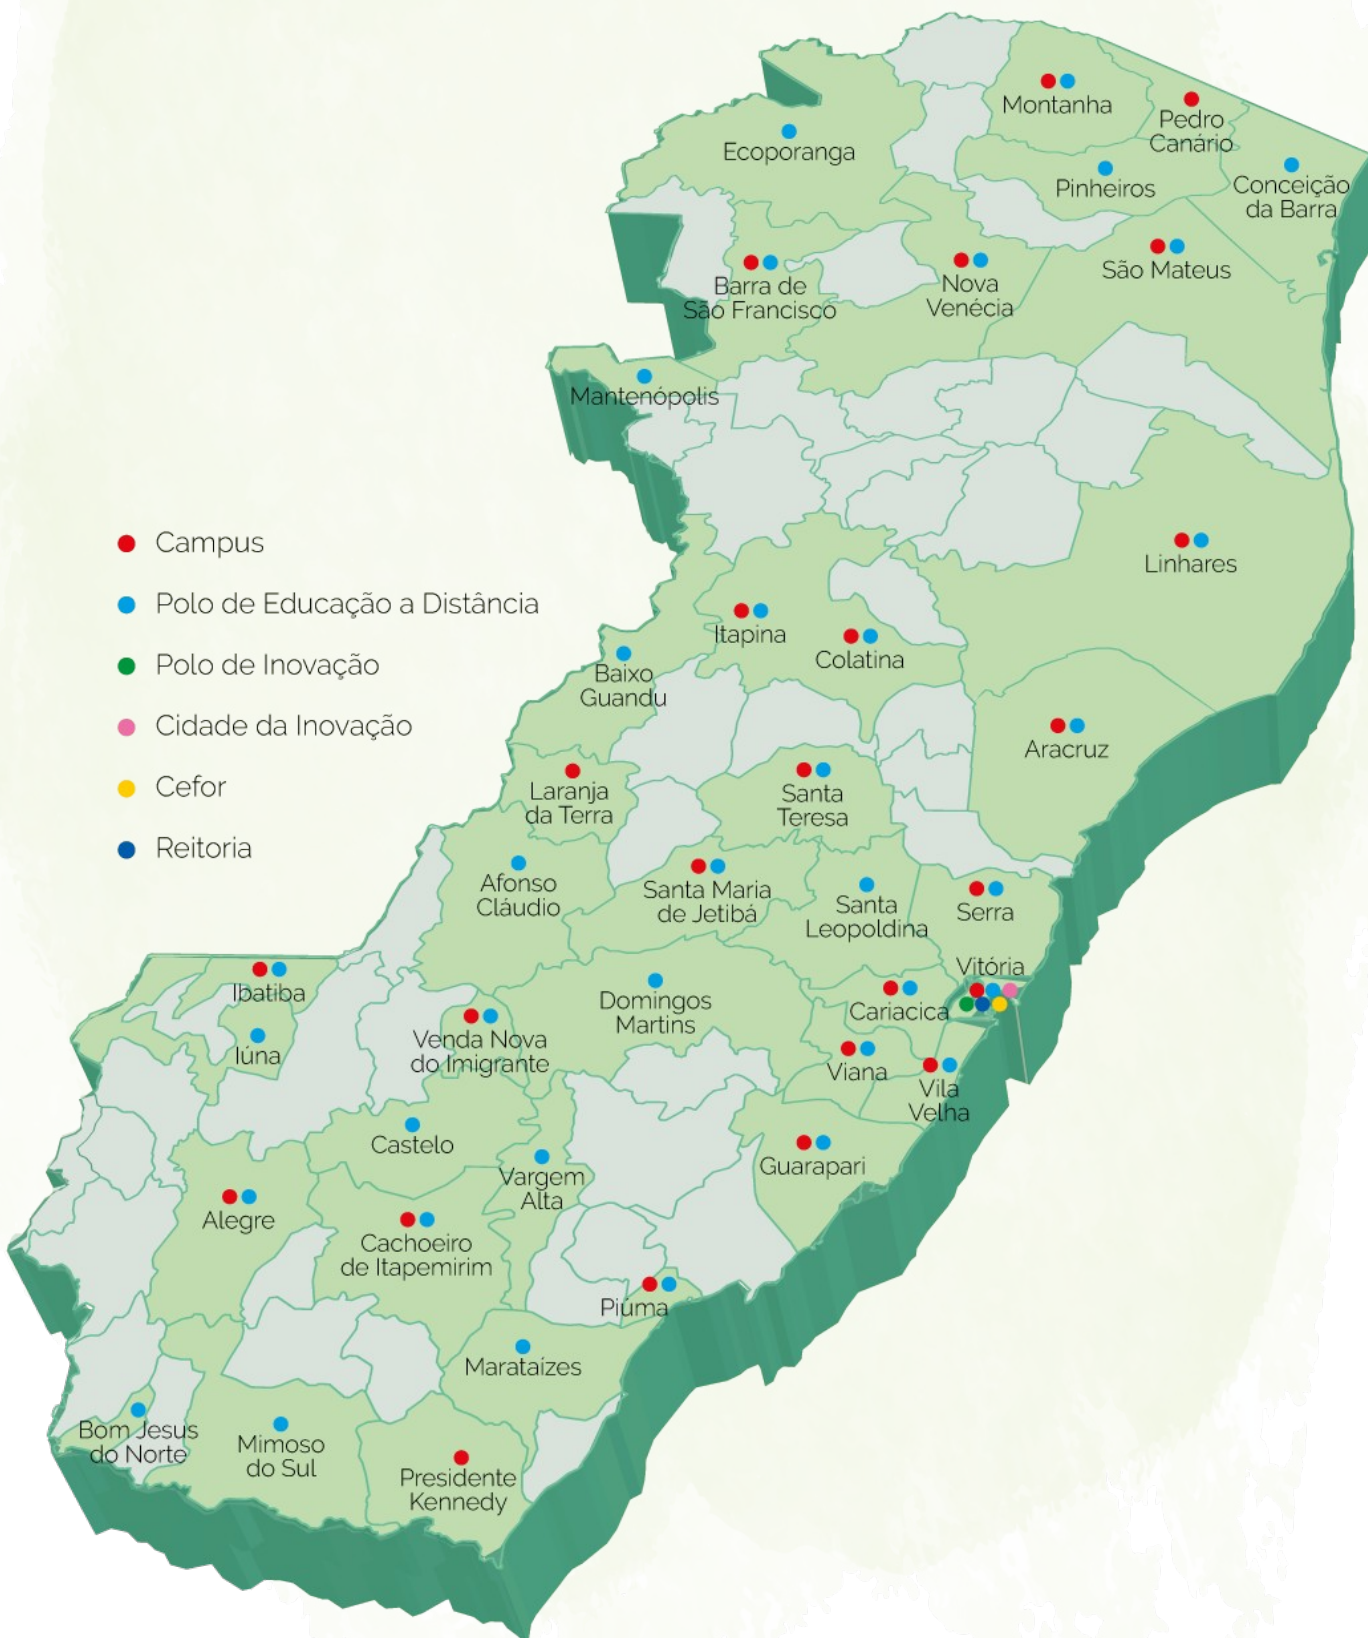 Montanha
Pedro
Canário
Ecoporanga
Pinheiros
Conceição
da Barra
São Mateus
Barra de
São Francisco
Nova
Venécia
Mantenópolis
Campus
Polo de Educação a Distância
Polo de Inovação
Cidade da Inovação
Cefor
Reitoria
Linhares
Itapina
Colatina
Baixo
Guandu
Aracruz
Laranja
da Terra
Santa
Teresa
Afonso
Cláudio
Santa Maria
de Jetibá
Santa
Leopoldina
Serra
Vitória
Ibatiba
Iúna
Venda Nova
do Imigrante
Domingos
Martins
Cariacica
Viana
Vila
Velha
Castelo
Vargem
Alta
Guarapari
Alegre
Cachoeiro
de Itapemirim
Piúma
Marataízes
Bom Jesus
do Norte
Mimoso
do Sul
Presidente
Kennedy